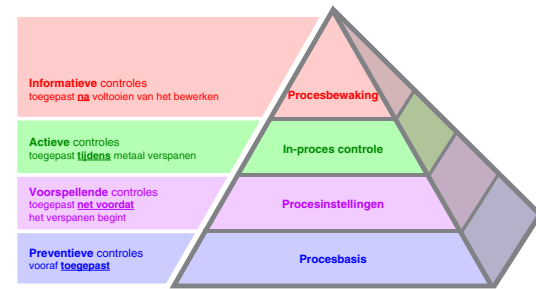 Informatieve controles
toegepast na voltooien van het bewerken
Procesbewaking
Actieve controles
toegepast tijdens metaal verspanen
In-proces controle
Voorspellende controles
toegepast net voordat
het verspanen begint
Procesinstellingen
Preventieve controles
vooraf toegepast
Procesbasis